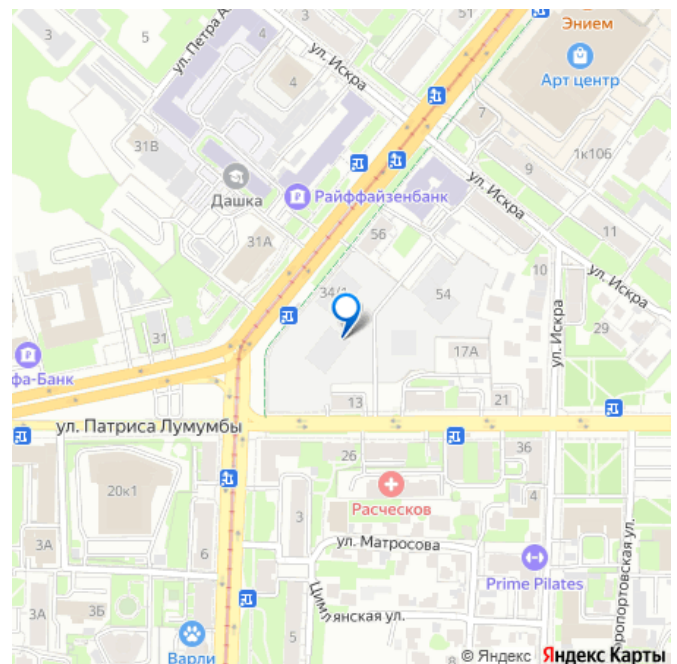 3
5
ул. Петра А
4
51
Энием
Арт центр
ул. Искра
4
7
31В
1к106
9
Дашка
Райффайзенбанк
ул. Искра
56
11
31А
34/1
54
10
ул. Искра
29
ул. Искра
31
фа-Банк
17А
13
21
ул. Патриса Лумумбы
26
36
20к1
Расческов
4
3
3А
6
ул. Матросова
Prime Pilates
Цимлянская ул.
эропортовская ул.
3А
3Б
5
Варли
© Яндекс Яндекс Карты